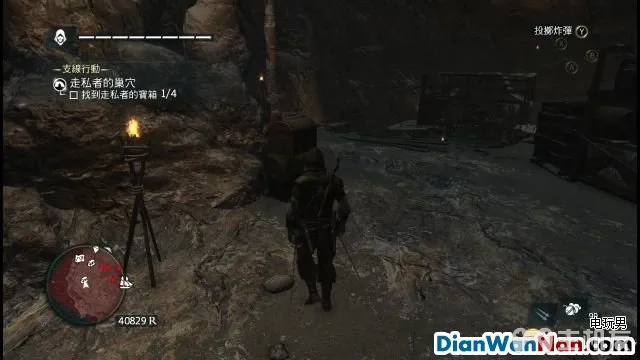 投擲炸彈 Y
A
B
—支線行動—
走私者的巢穴
找到走私者的寶箱 1/4
40829 R
电玩男
DianWanNan.com